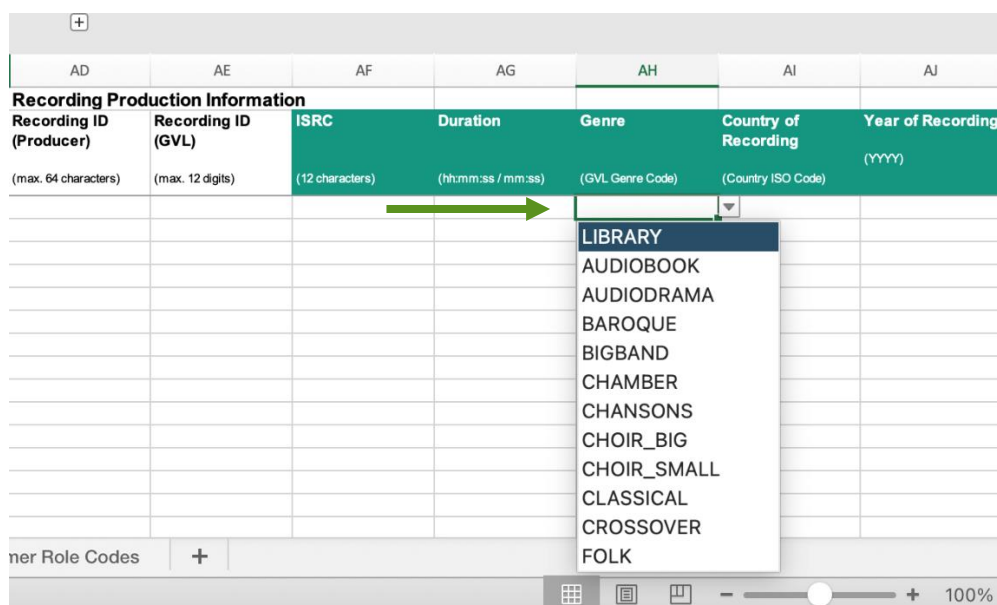 AD AE AF AG AH AI AJ
Recording Production Information
Recording ID (Producer) (max. 64 characters)
Recording ID (GVL) (max. 12 digits)
ISRC (12 characters)
Duration (hh:mm:ss / mm:ss)
Genre (GVL Genre Code)
Country of Recording (Country ISO Code)
Year of Recording (YYYY)
LIBRARY
AUDIOBOOK
AUDIODRAMA
BAROQUE
BIGBAND
CHAMBER
CHANSONS
CHOIR_BIG
CHOIR_SMALL
CLASSICAL
CROSSOVER
FOLK
Role Codes +
- + 100%